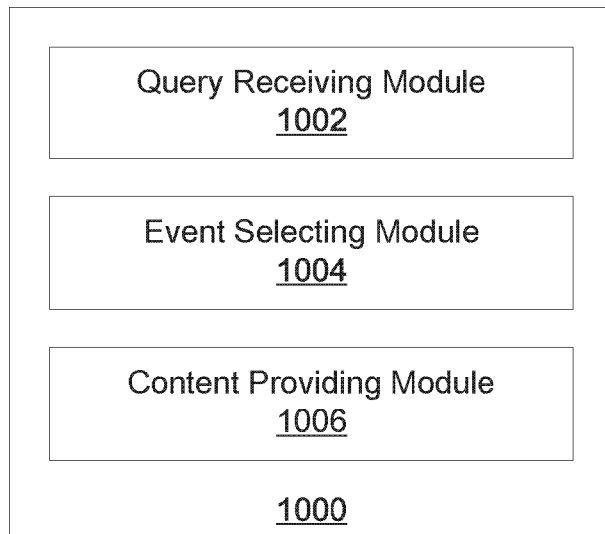 Query Receiving Module
1002
Event Selecting Module
1004
Content Providing Module
1006
1000